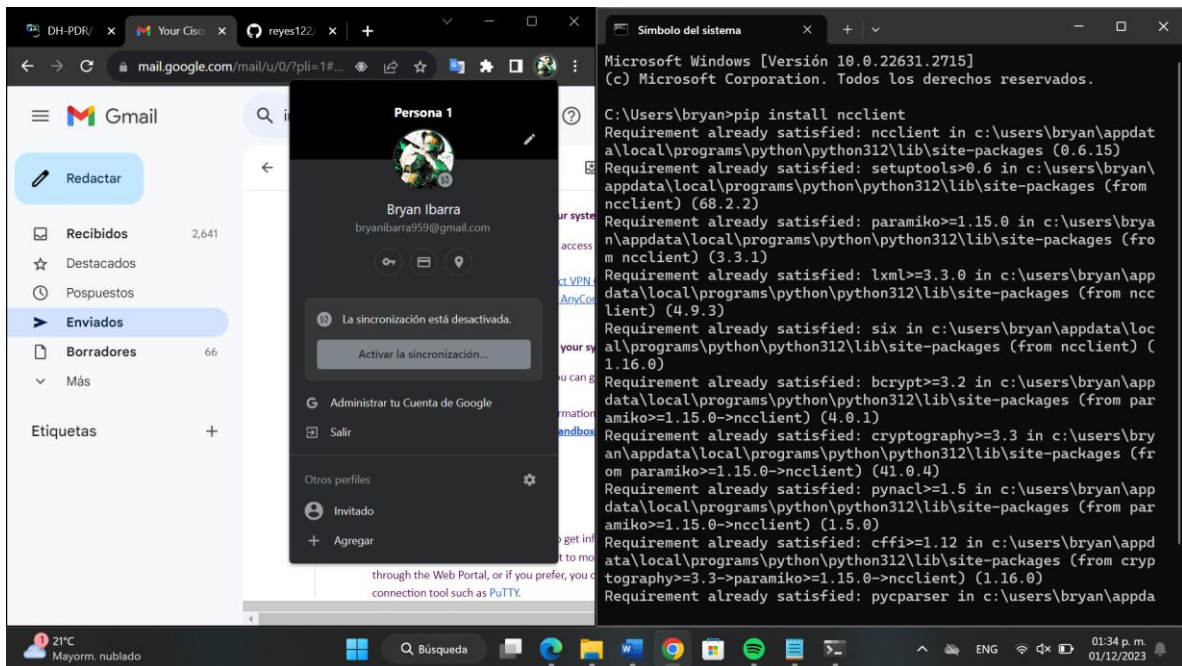 DH-PDR/
Your Cisc
reyes122/
mail.google.com/mail/u/0/?pli=1#...
Gmail
Redactar
Recibidos 2,641
Destacados
Pospuestos
Enviados
Borradores 66
Más
Etiquetas
Persona 1
Bryan Ibarra
bryanibarra959@gmail.com
La sincronización está desactivada.
Activar la sincronización...
Administrar tu Cuenta de Google
Salir
Otros perfiles
Invitado
Agregar
ur syste
access
ct VPN
AnyCor
your sy
ou can g
rmation
andbox
get inf
t to mo
through the Web Portal, or if you prefer, you c
connection tool such as PuTTY.
Símbolo del sistema
Microsoft Windows [Versión 10.0.22631.2715]
(c) Microsoft Corporation. Todos los derechos reservados.
C:\Users\bryan>pip install ncclient
Requirement already satisfied: ncclient in c:\users\bryan\appdat
a\local\programs\python\python312\lib\site-packages (0.6.15)
Requirement already satisfied: setuptools>0.6 in c:\users\bryan\
appdata\local\programs\python\python312\lib\site-packages (from
ncclient) (68.2.2)
Requirement already satisfied: paramiko>=1.15.0 in c:\users\brya
n\appdata\local\programs\python\python312\lib\site-packages (fro
m ncclient) (3.3.1)
Requirement already satisfied: lxml>=3.3.0 in c:\users\bryan\app
data\local\programs\python\python312\lib\site-packages (from ncc
lient) (4.9.3)
Requirement already satisfied: six in c:\users\bryan\appdata\loc
al\programs\python\python312\lib\site-packages (from ncclient) (
1.16.0)
Requirement already satisfied: bcrypt>=3.2 in c:\users\bryan\app
data\local\programs\python\python312\lib\site-packages (from par
amiko>=1.15.0->ncclient) (4.0.1)
Requirement already satisfied: cryptography>=3.3 in c:\users\bry
an\appdata\local\programs\python\python312\lib\site-packages (fr
om paramiko>=1.15.0->ncclient) (41.0.4)
Requirement already satisfied: pynacl>=1.5 in c:\users\bryan\app
data\local\programs\python\python312\lib\site-packages (from par
amiko>=1.15.0->ncclient) (1.5.0)
Requirement already satisfied: cffi>=1.12 in c:\users\bryan\appd
ata\local\programs\python\python312\lib\site-packages (from cryp
tography>=3.3->paramiko>=1.15.0->ncclient) (1.16.0)
Requirement already satisfied: pycparser in c:\users\bryan\appda
1
21°C
Mayorm. nublado
Búsqueda
ENG
01:34 p. m.
01/12/2023